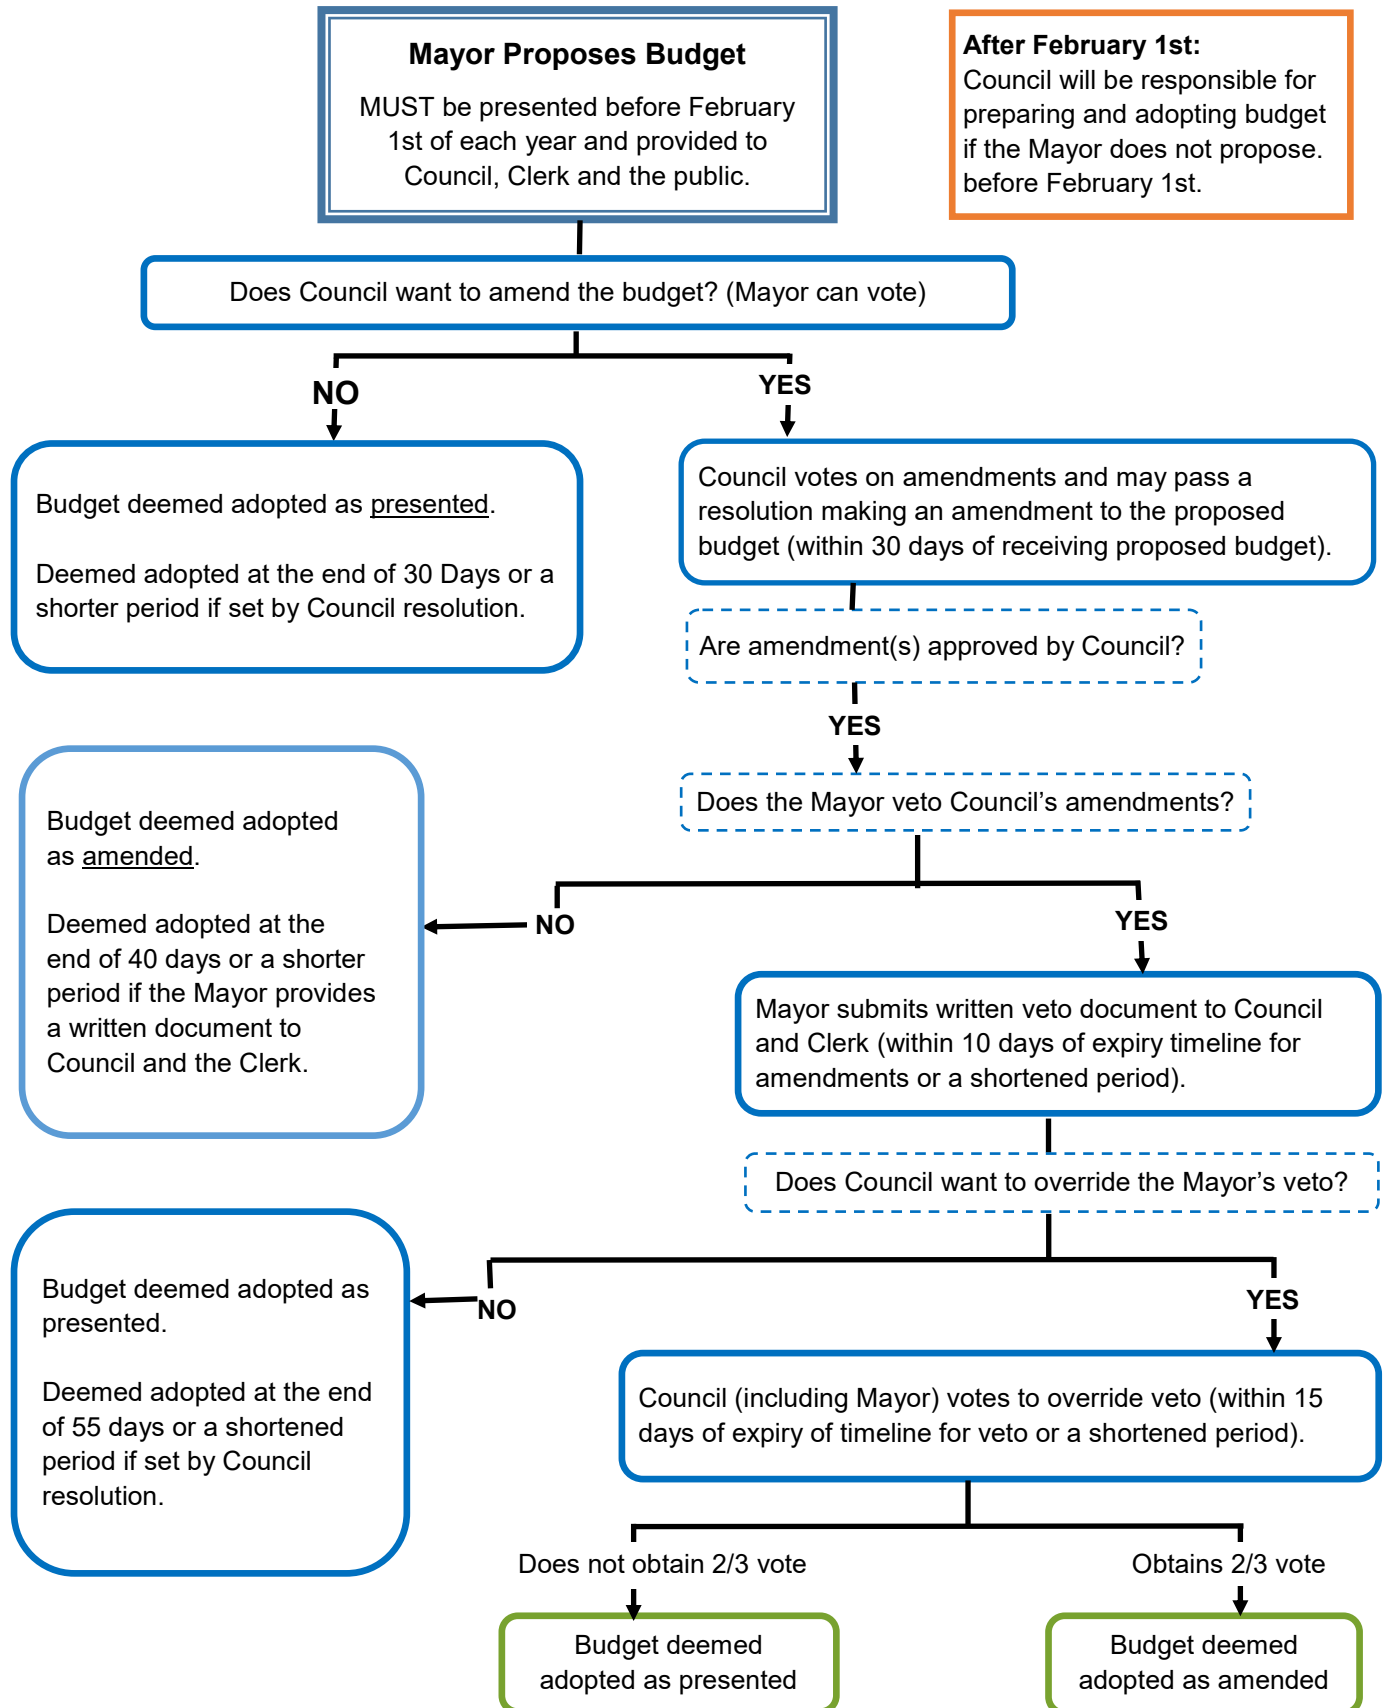 Mayor Proposes Budget
MUST be presented before February
1st of each year and provided to
Council, Clerk and the public.
After February 1st:
Council will be responsible for
preparing and adopting budget
if the Mayor does not propose.
before February 1st.
Does Council want to amend the budget? (Mayor can vote)
NO
YES
Budget deemed adopted as presented.
Deemed adopted at the end of 30 Days or a
shorter period if set by Council resolution.
Council votes on amendments and may pass a
resolution making an amendment to the proposed
budget (within 30 days of receiving proposed budget).
Are amendment(s) approved by Council?
YES
Does the Mayor veto Council’s amendments?
NO
YES
Budget deemed adopted
as amended.
Deemed adopted at the
end of 40 days or a shorter
period if the Mayor provides
a written document to
Council and the Clerk.
Mayor submits written veto document to Council
and Clerk (within 10 days of expiry timeline for
amendments or a shortened period).
Does Council want to override the Mayor’s veto?
NO
YES
Budget deemed adopted as
presented.
Deemed adopted at the end
of 55 days or a shortened
period if set by Council
resolution.
Council (including Mayor) votes to override veto (within 15
days of expiry of timeline for veto or a shortened period).
Does not obtain 2/3 vote
Obtains 2/3 vote
Budget deemed
adopted as presented
Budget deemed
adopted as amended